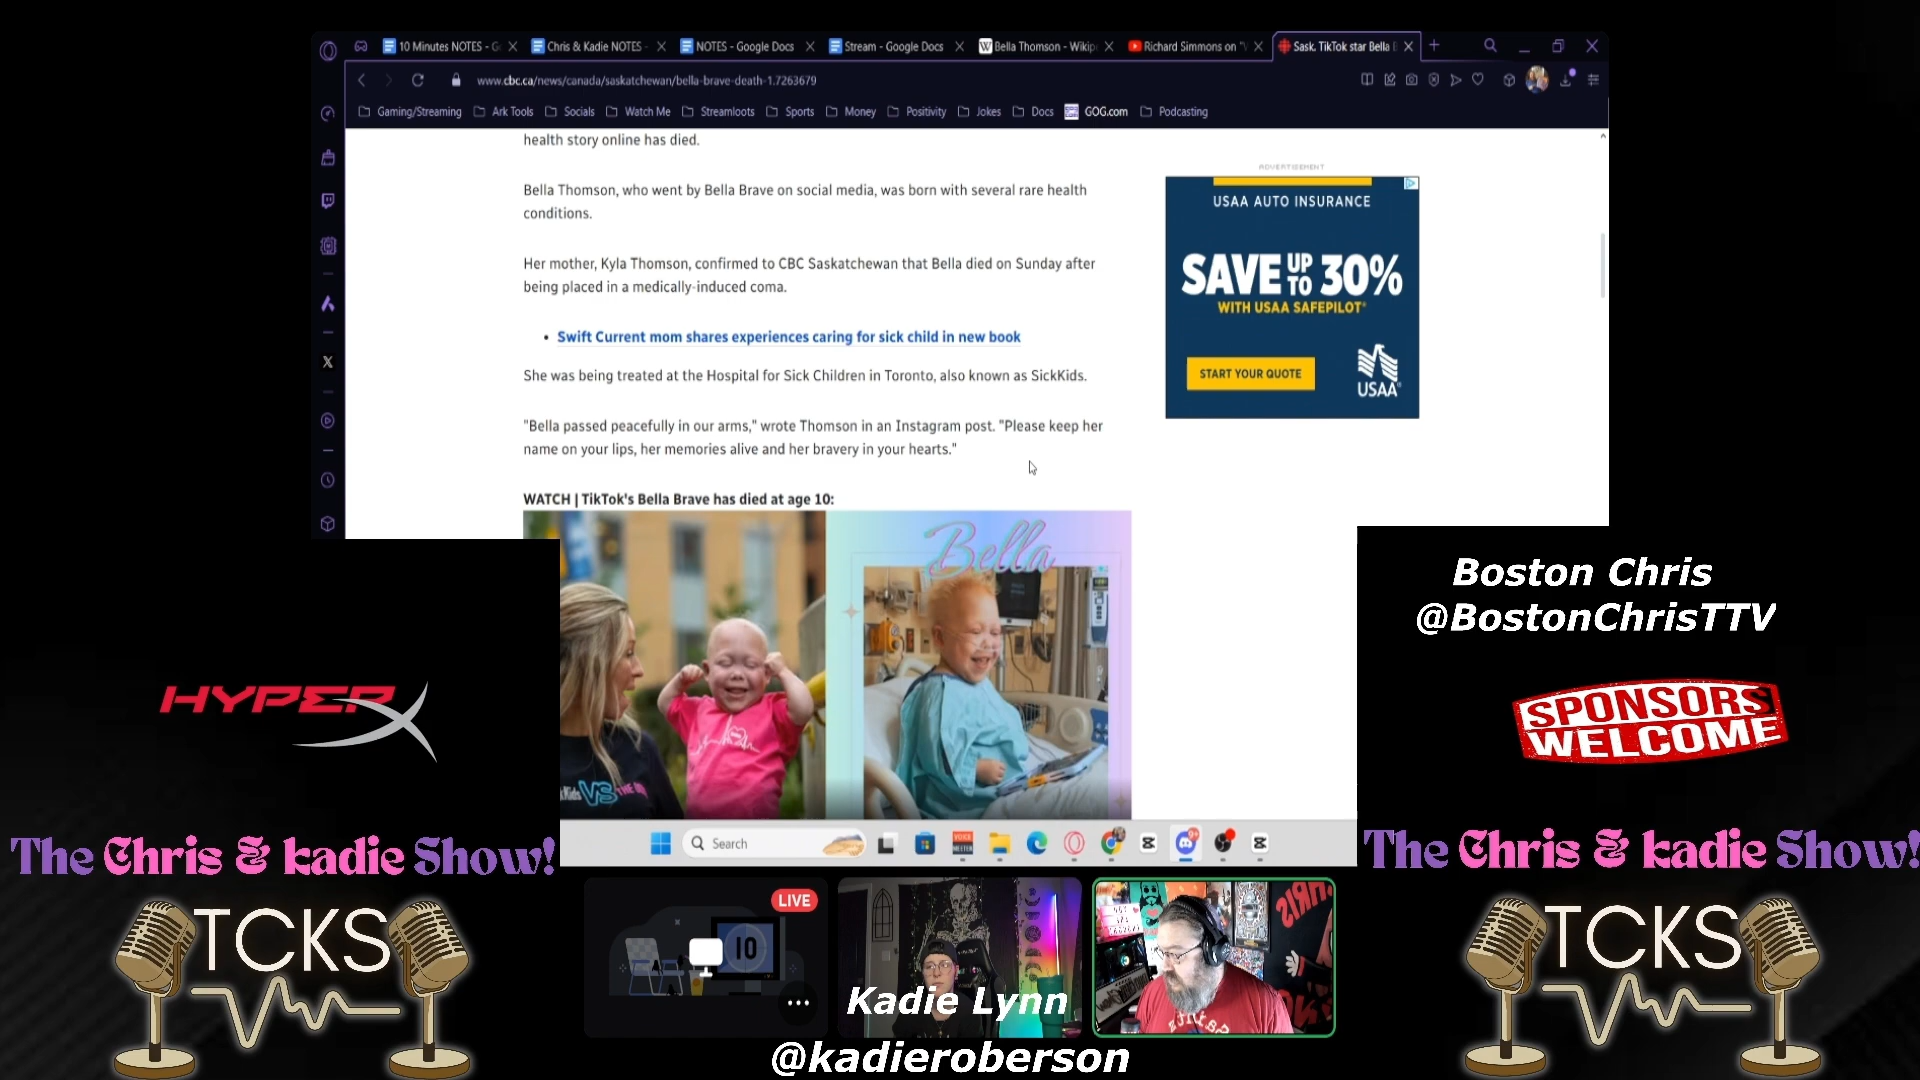 10 Minutes NOTES - G
Chris & Kadie NOTES -
NOTES - Google Docs
Stream - Google Docs
Bella Thomson - Wikip
Richard Simmons on "
Sask. TikTok star Bella
www.cbc.ca/news/canada/saskatchewan/bella-brave-death-1.7263679
Gaming/Streaming
Ark Tools
Socials
Watch Me
Streamloots
Sports
Money
Positivity
Jokes
Docs
GOG.com
Podcasting
health story online has died.
Bella Thomson, who went by Bella Brave on social media, was born with several rare health
conditions.
Her mother, Kyla Thomson, confirmed to CBC Saskatchewan that Bella died on Sunday after
being placed in a medically-induced coma.
• Swift Current mom shares experiences caring for sick child in new book
She was being treated at the Hospital for Sick Children in Toronto, also known as SickKids.
"Bella passed peacefully in our arms," wrote Thomson in an Instagram post. "Please keep her
name on your lips, her memories alive and her bravery in your hearts."
WATCH | TikTok's Bella Brave has died at age 10:
Bella
VS
ADVERTISEMENT
USAA AUTO INSURANCE
SAVE UP TO 30%
WITH USAA SAFEPILOT®
START YOUR QUOTE
USAA®
Boston Chris
@BostonChrisTTV
HYPERX
SPONSORS
WELCOME
The Chris & kadie Show!
TCKS
Search
The Chris & kadie Show!
TCKS
LIVE
10
Kadie Lynn
@kadieroberson